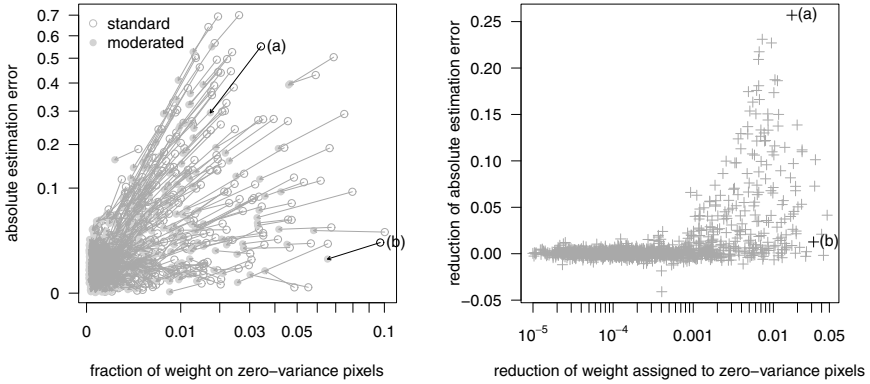 0.7
0.6
0.5
0.4
0.3
0.2
0.1
0
absolute estimation error
standard
moderated
(a)
(b)
0
0.01
0.03
0.05
0.1
fraction of weight on zero−variance pixels
0.25
0.20
0.15
0.10
0.05
0.00
−0.05
reduction of absolute estimation error
(a)
(b)
10−5
10−4
0.001
0.01
0.05
reduction of weight assigned to zero−variance pixels